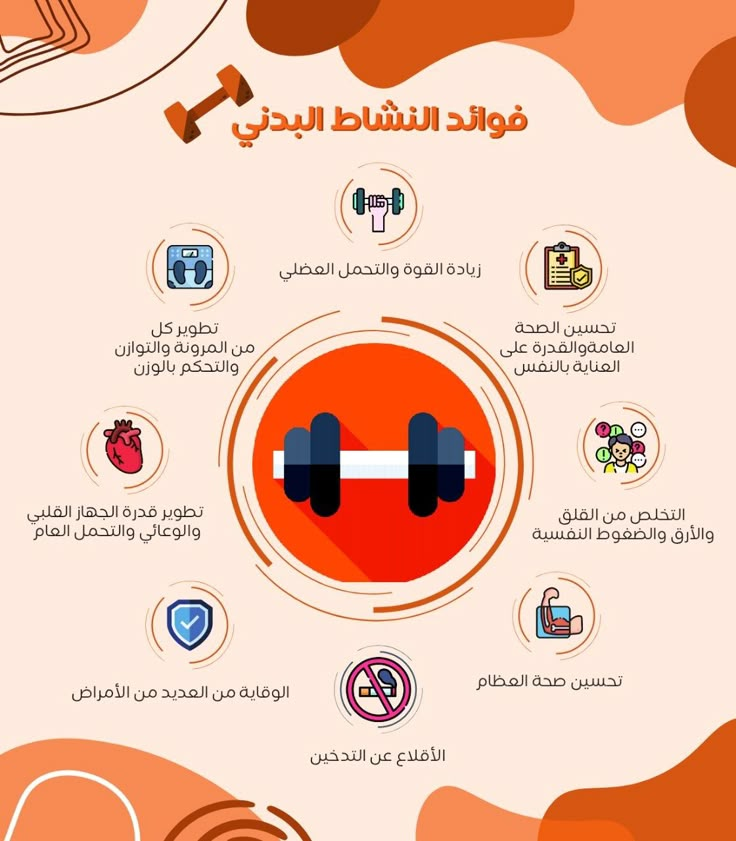 فوائد النشاط البدني
زيادة القوة والتحمل العضلي
تحسين الصحة
العامةوالقدرة على
العناية بالنفس
تطوير كل
من المرونة والتوازن
والتحكم بالوزن
التخلص من القلق
والأرق والضغوط النفسية
تطوير قدرة الجهاز القلبي
والوعائي والتحمل العام
تحسين صحة العظام
الوقاية من العديد من الأمراض
الأقلاع عن التدخين